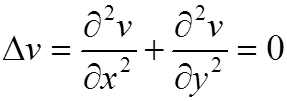 Δv = ∂²v/∂x² + ∂²v/∂y² = 0